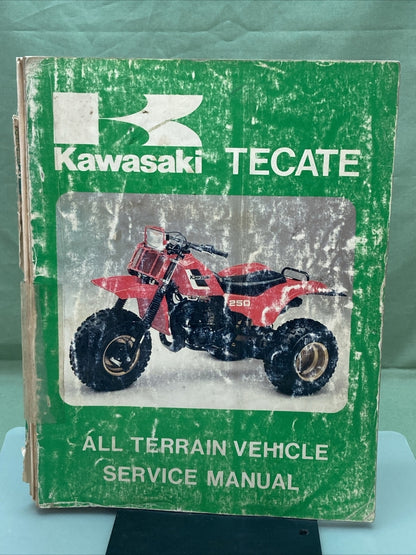 Kawasaki TECATE
250
ALL TERRAIN VEHICLE
SERVICE MANUAL